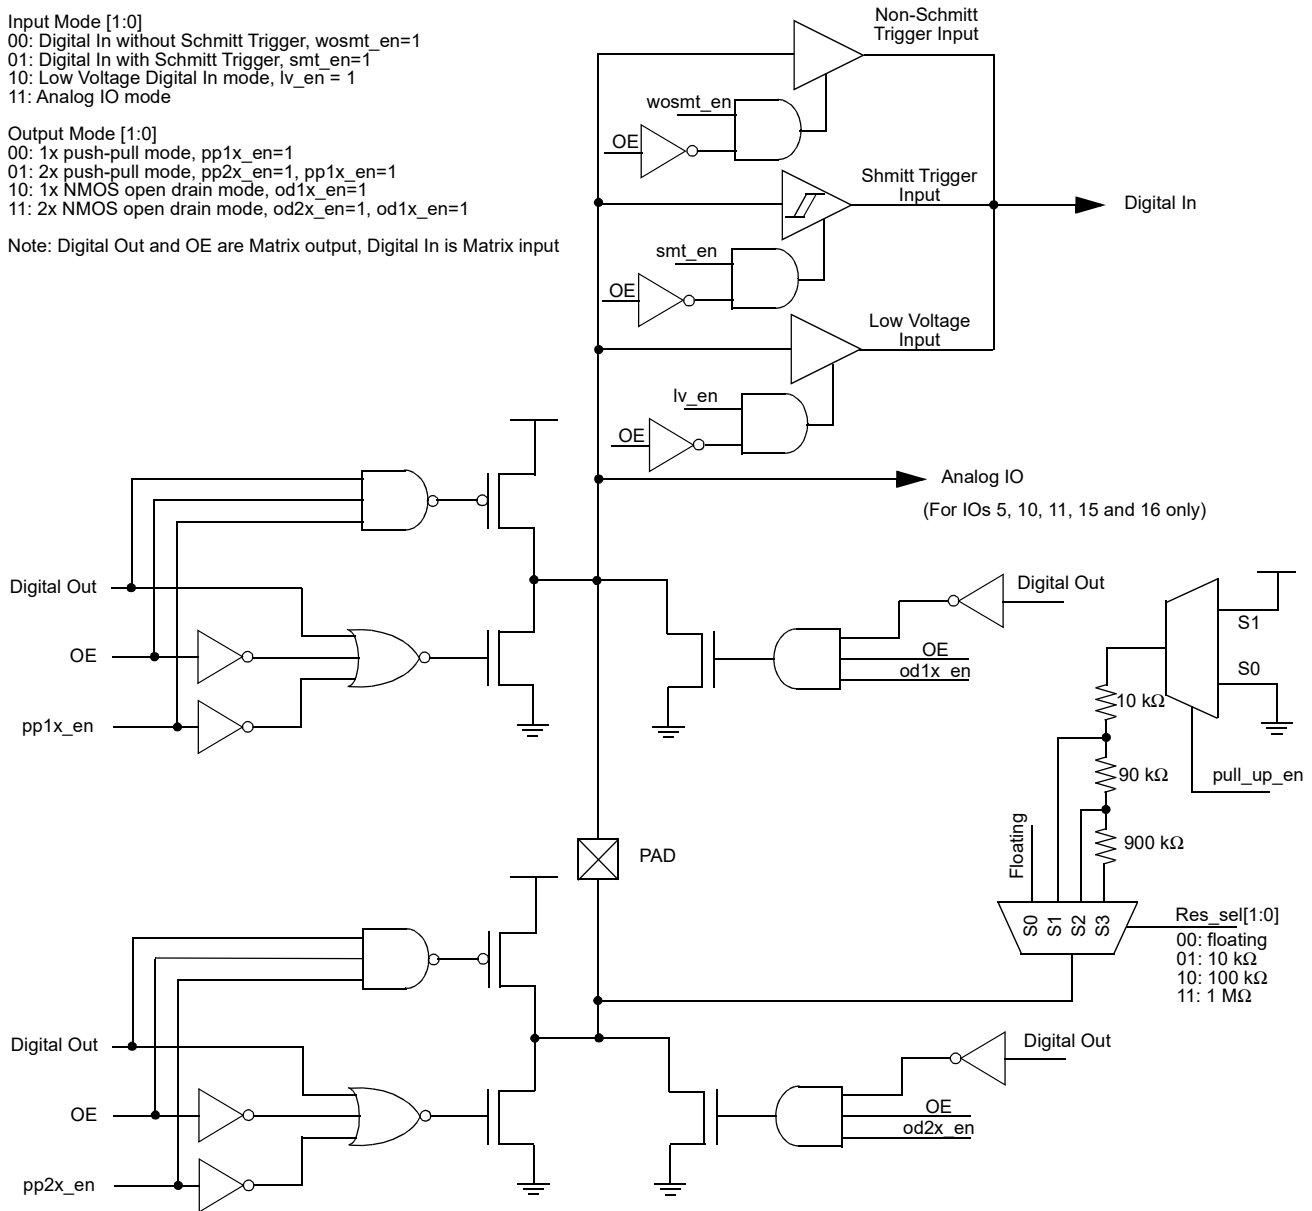 Input Mode [1:0]
00: Digital In without Schmitt Trigger, wosmt_en=1
01: Digital In with Schmitt Trigger, smt_en=1
10: Low Voltage Digital In mode, lv_en = 1
11: Analog IO mode
Output Mode [1:0]
00: 1x push-pull mode, pp1x_en=1
01: 2x push-pull mode, pp2x_en=1, pp1x_en=1
10: 1x NMOS open drain mode, od1x_en=1
11: 2x NMOS open drain mode, od2x_en=1, od1x_en=1
Note: Digital Out and OE are Matrix output, Digital In is Matrix input
Non-Schmitt
Trigger Input
wosmt_en
OE
Shmitt Trigger
Input
Digital In
smt_en
OE
Low Voltage
Input
lv_en
OE
Analog IO
(For IOs 5, 10, 11, 15 and 16 only)
Digital Out
OE
pp1x_en
Digital Out
OE
od1x_en
S1
S0
pull_up_en
10 kΩ
90 kΩ
900 kΩ
Floating
S0
S1
S2
S3
Res_sel[1:0]
00: floating
01: 10 kΩ
10: 100 kΩ
11: 1 MΩ
PAD
Digital Out
OE
pp2x_en
Digital Out
OE
od2x_en